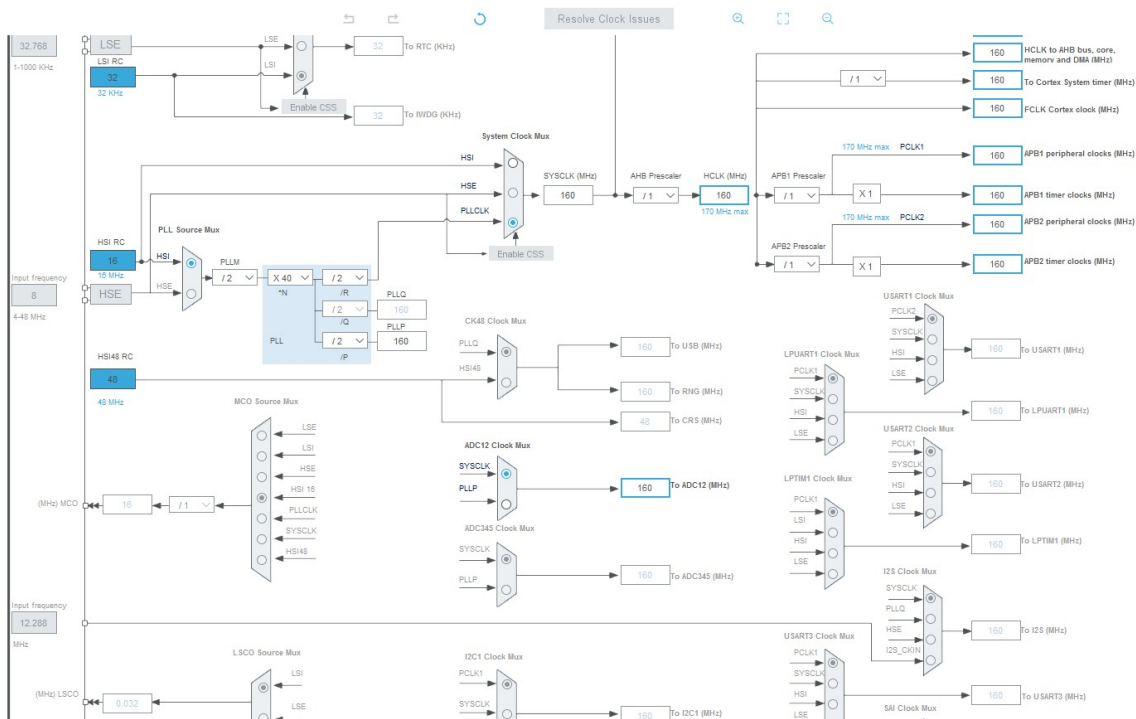 Resolve Clock Issues
32.768
1-1000 KHz
LSE
LSI RC
32
32 KHz
LSE
LSI
32
To RTC (KHz)
Enable CSS
32
To IWDG (KHz)
160
HCLK to AHB bus, core,
memory and DMA (MHz)
/ 1
160
To Cortex System timer (MHz)
160
FCLK Cortex clock (MHz)
System Clock Mux
HSI
HSE
PLLCLK
Enable CSS
SYSCLK (MHz)
160
AHB Prescaler
/ 1
HCLK (MHz)
160
170 MHz max
APB1 Prescaler
/ 1
170 MHz max
PCLK1
160
APB1 peripheral clocks (MHz)
X 1
160
APB1 timer clocks (MHz)
APB2 Prescaler
/ 1
170 MHz max
PCLK2
160
APB2 peripheral clocks (MHz)
X 1
160
APB2 timer clocks (MHz)
HSI RC
16
16 MHz
Input frequency
8
4-48 MHz
HSE
PLL Source Mux
HSI
HSE
PLLM
/ 2
X 40
*N
/ 2
/R
PLLQ
/ 2
160
/Q
PLLP
/ 2
160
/P
PLL
HSI48 RC
48
48 MHz
CK48 Clock Mux
PLLQ
HSI48
160
To USB (MHz)
160
To RNG (MHz)
48
To CRS (MHz)
MCO Source Mux
LSE
LSI
HSE
HSI 16
PLLCLK
SYSCLK
HSI48
(MHz) MCO
16
/ 1
ADC12 Clock Mux
SYSCLK
PLLP
160
To ADC12 (MHz)
ADC345 Clock Mux
SYSCLK
PLLP
160
To ADC345 (MHz)
USART1 Clock Mux
PCLK2
SYSCLK
HSI
LSE
160
To USART1 (MHz)
LPUART1 Clock Mux
PCLK1
SYSCLK
HSI
LSE
160
To LPUART1 (MHz)
USART2 Clock Mux
PCLK1
SYSCLK
HSI
LSE
160
To USART2 (MHz)
LPTIM1 Clock Mux
PCLK1
LSI
HSI
LSE
160
To LPTIM1 (MHz)
I2S Clock Mux
SYSCLK
PLLQ
HSE
I2S_CKIN
160
To I2S (MHz)
Input frequency
12.288
MHz
LSCO Source Mux
LSI
LSE
(MHz) LSCO
0.032
I2C1 Clock Mux
PCLK1
SYSCLK
160
To I2C1 (MHz)
USART3 Clock Mux
PCLK1
SYSCLK
HSI
LSE
160
To USART3 (MHz)
SAI Clock Mux